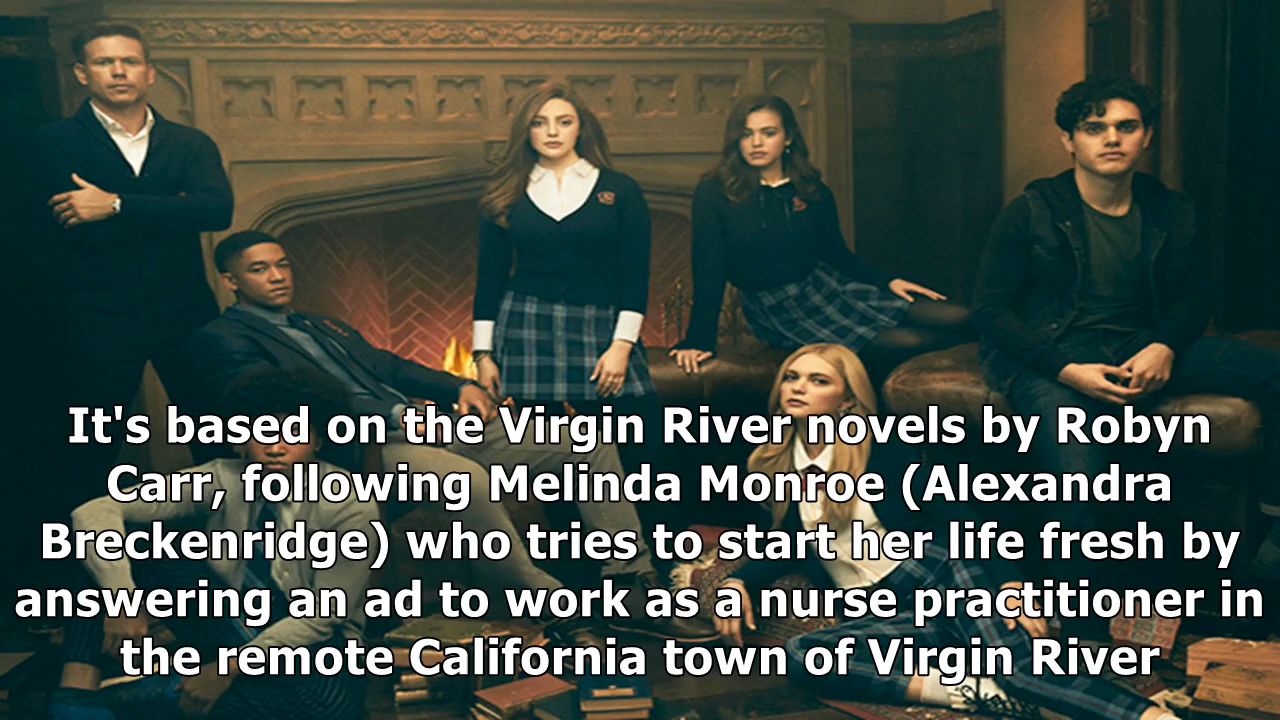 It's based on the Virgin River novels by Robyn
Carr, following Melinda Monroe (Alexandra
Breckenridge) who tries to start her life fresh by
answering an ad to work as a nurse practitioner in
the remote California town of Virgin River